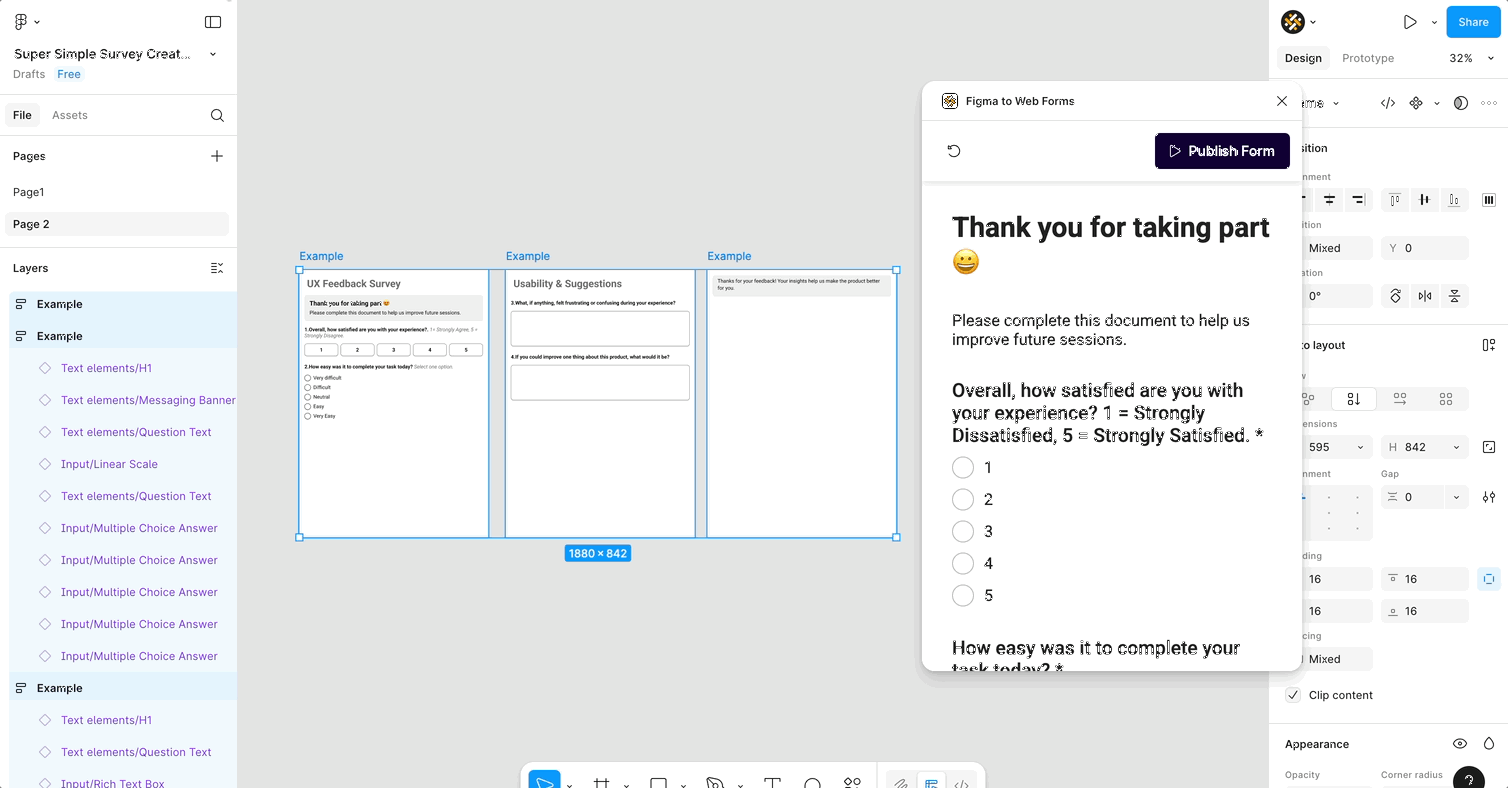 Super Simple Survey Creat...
Drafts Free
File Assets
Pages
Page1
Page 2
Layers
Example
Example
Text elements/H1
Text elements/Messaging Banner
Text elements/Question Text
Input/Linear Scale
Text elements/Question Text
Input/Multiple Choice Answer
Input/Multiple Choice Answer
Input/Multiple Choice Answer
Input/Multiple Choice Answer
Input/Multiple Choice Answer
Example
Text elements/H1
Text elements/Question Text
Input/Rich Text Box
Example
UX Feedback Survey
Thank you for taking part 😀
Please complete this document to help us improve future sessions.
1.Overall, how satisfied are you with your experience?. 1= Strongly Agree, 5 =
Strongly Disagree.
1 2 3 4 5
2.How easy was it to complete your task today? Select one option
Very difficult
Difficult
Neutral
Easy
Very Easy
Example
Usability & Suggestions
3.What, if anything, felt frustrating or confusing during your experience?
4.If you could improve one thing about this product, what would it be?
Example
Thanks for your feedback! Your insights help us make the product better
for you.
1880 × 842
Figma to Web Forms
Publish Form
Thank you for taking part
😀
Please complete this document to help us
improve future sessions.
Overall, how satisfied are you with
your experience? 1 = Strongly
Dissatisfied, 5 = Strongly Satisfied. *
1
2
3
4
5
How easy was it to complete your
task today? *
Share
Design Prototype 32%
ame
sition
nment
ition
Mixed Y 0
ation
0°
to layout
w
ensions
595 H 842
nment Gap
0
ding
16 16
16 16
cing
Mixed
Clip content
Appearance
Opacity Corner radius
?